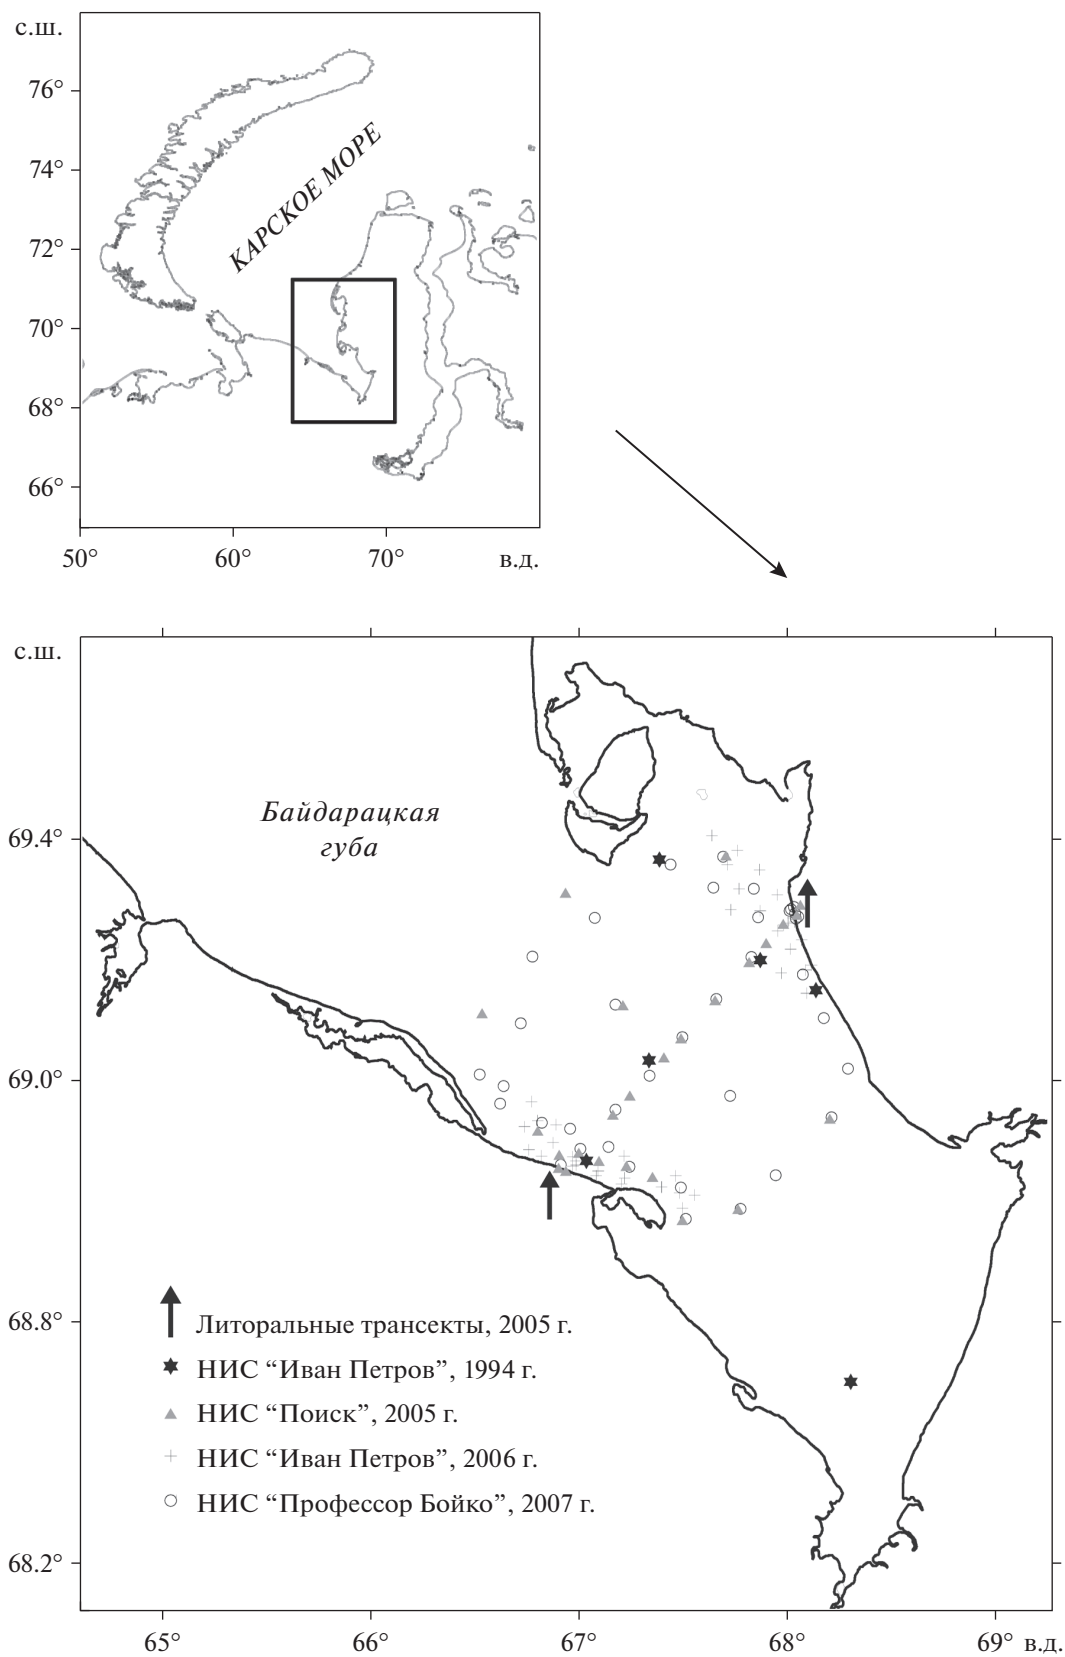 с.ш.
76°
74°
72°
70°
68°
66°
КАРСКОЕ МОРЕ
50°
60°
70°
в.д.
с.ш.
Байдарацкая
губа
69.4°
69.0°
68.8°
68.2°
Литоральные трансекты, 2005 г.
НИС “Иван Петров”, 1994 г.
НИС “Поиск”, 2005 г.
НИС “Иван Петров”, 2006 г.
НИС “Профессор Бойко”, 2007 г.
65°
66°
67°
68°
69° в.д.